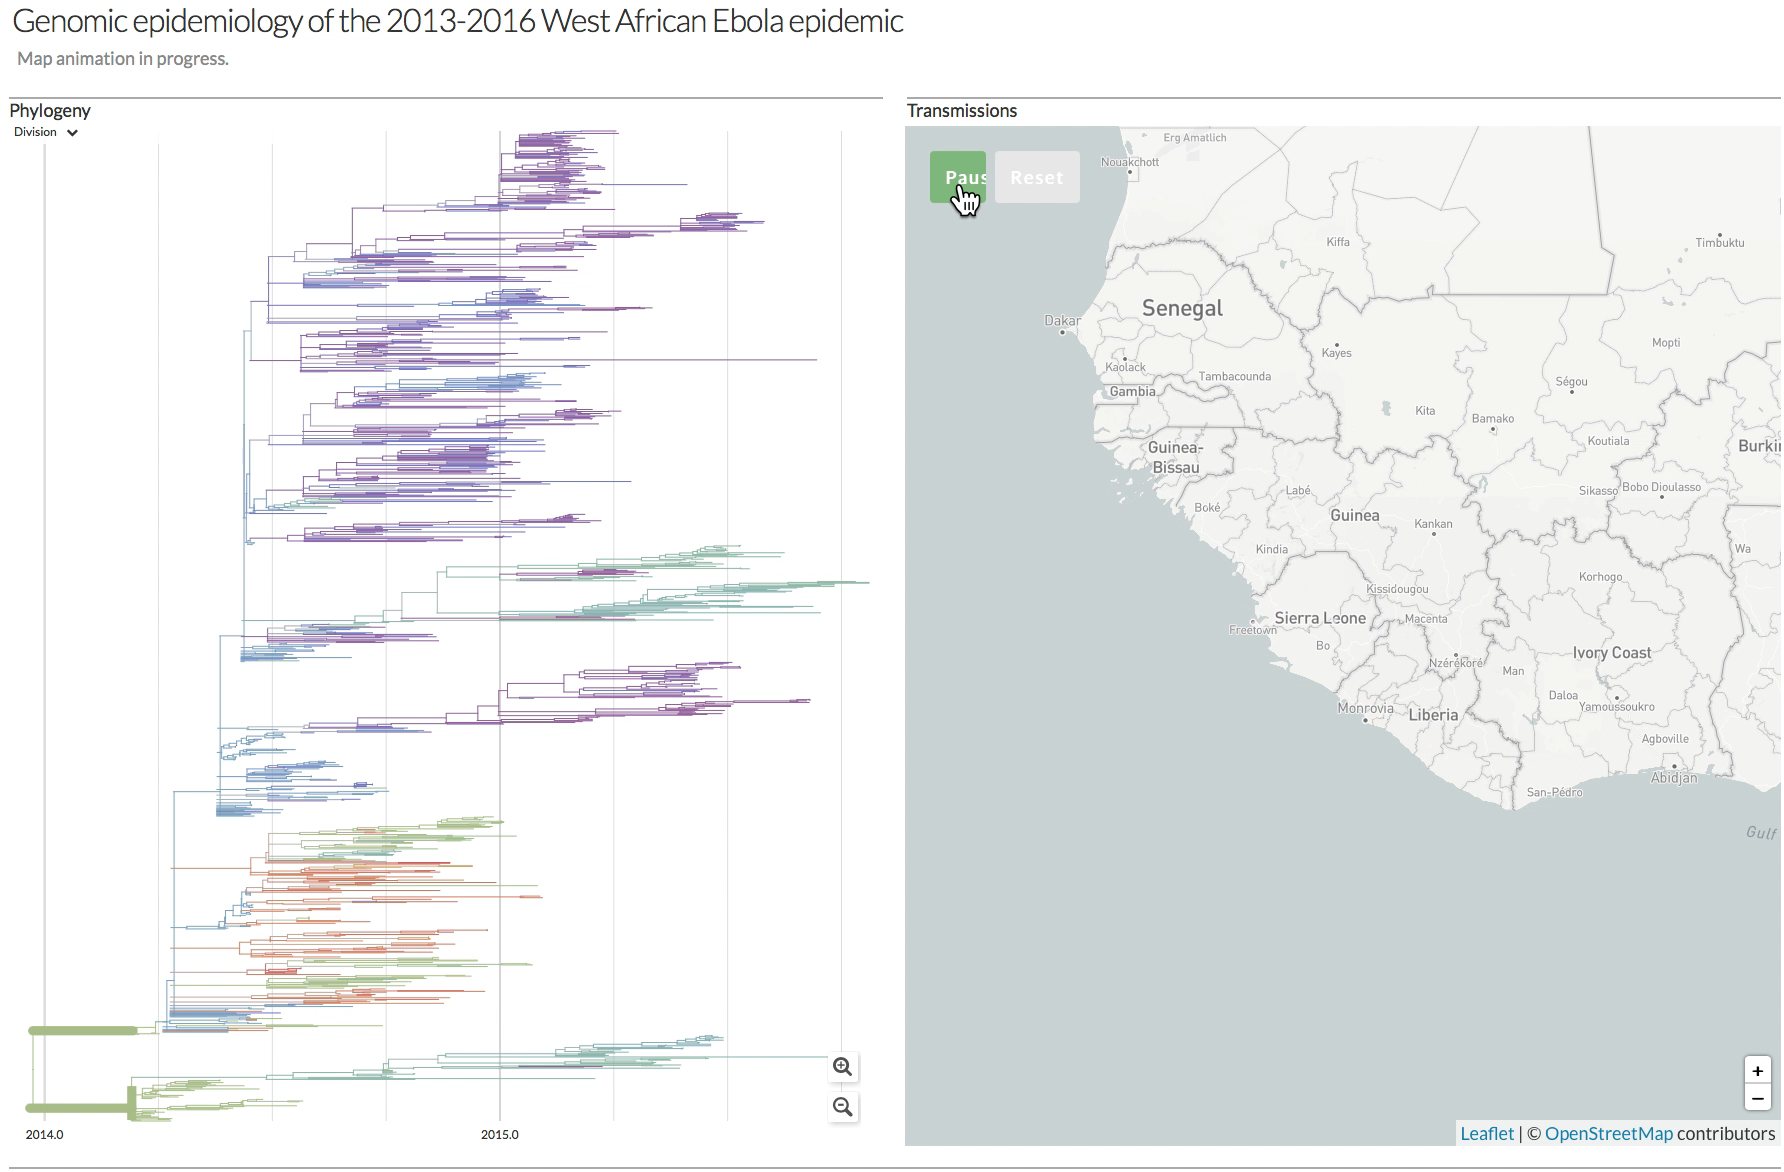 Genomic epidemiology of the 2013-2016 West African Ebola epidemic
Map animation in progress.
Phylogeny
Division
2014.0
2015.0
Transmissions
Paus
Reset
Erg Amatlich
Nouakchott
Kiffa
Timbuktu
Senegal
Dakar
Kayes
Mopti
Kaolack
Tambacounda
Ségou
Gambia
Kita
Bamako
Koutiala
Burkin
Guinea-
Bissau
Labé
Sikasso
Bobo Dioulasso
Boké
Guinea
Kankan
Kindia
Wa
Korhogo
Kissidougou
Sierra Leone
Macenta
Freetown
Bo
Ivory Coast
Nzérékoré
Man
Daloa
Yamoussoukro
Monrovia
Liberia
Agboville
Abidjan
San-Pédro
Gulf
+
−
Leaflet | © OpenStreetMap contributors